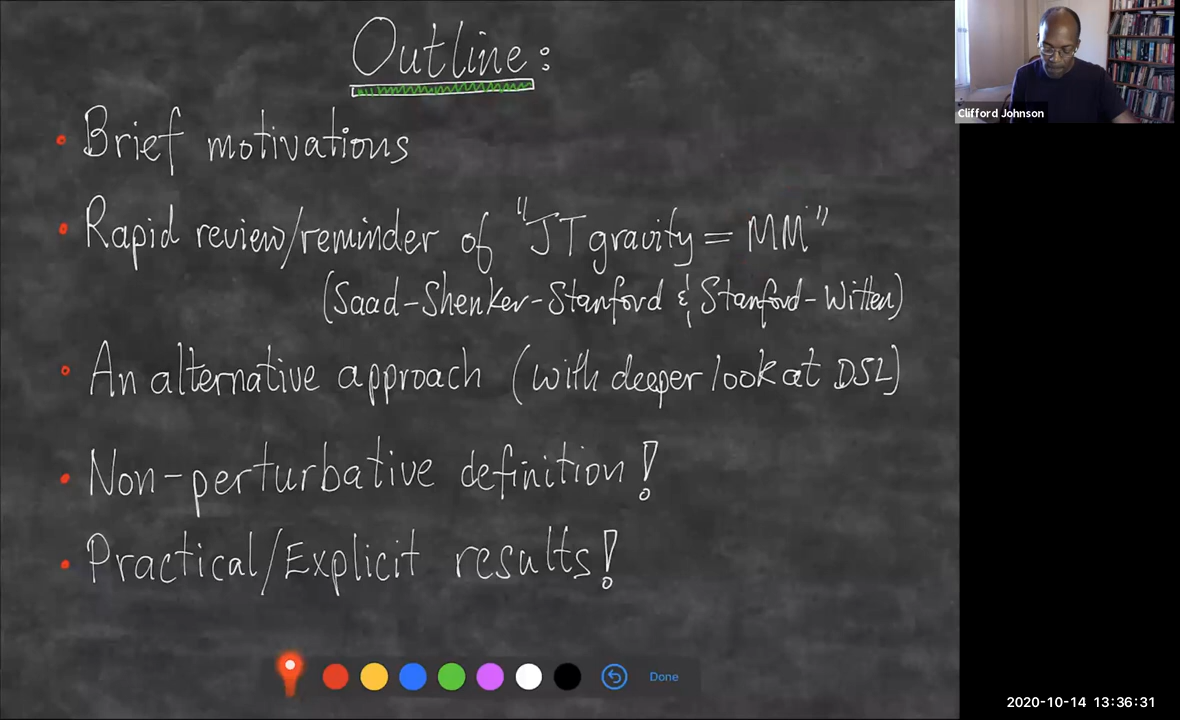 Outline:
Clifford Johnson
• Brief motivations
• Rapid review/reminder of "JT gravity = MM"
(Saad-Shenker-Stanford & Stanford-Witten)
• An alternative approach (with deeper look at DSL)
• Non-perturbative definition!
• Practical/Explicit results!
Done
2020-10-14 13:36:31